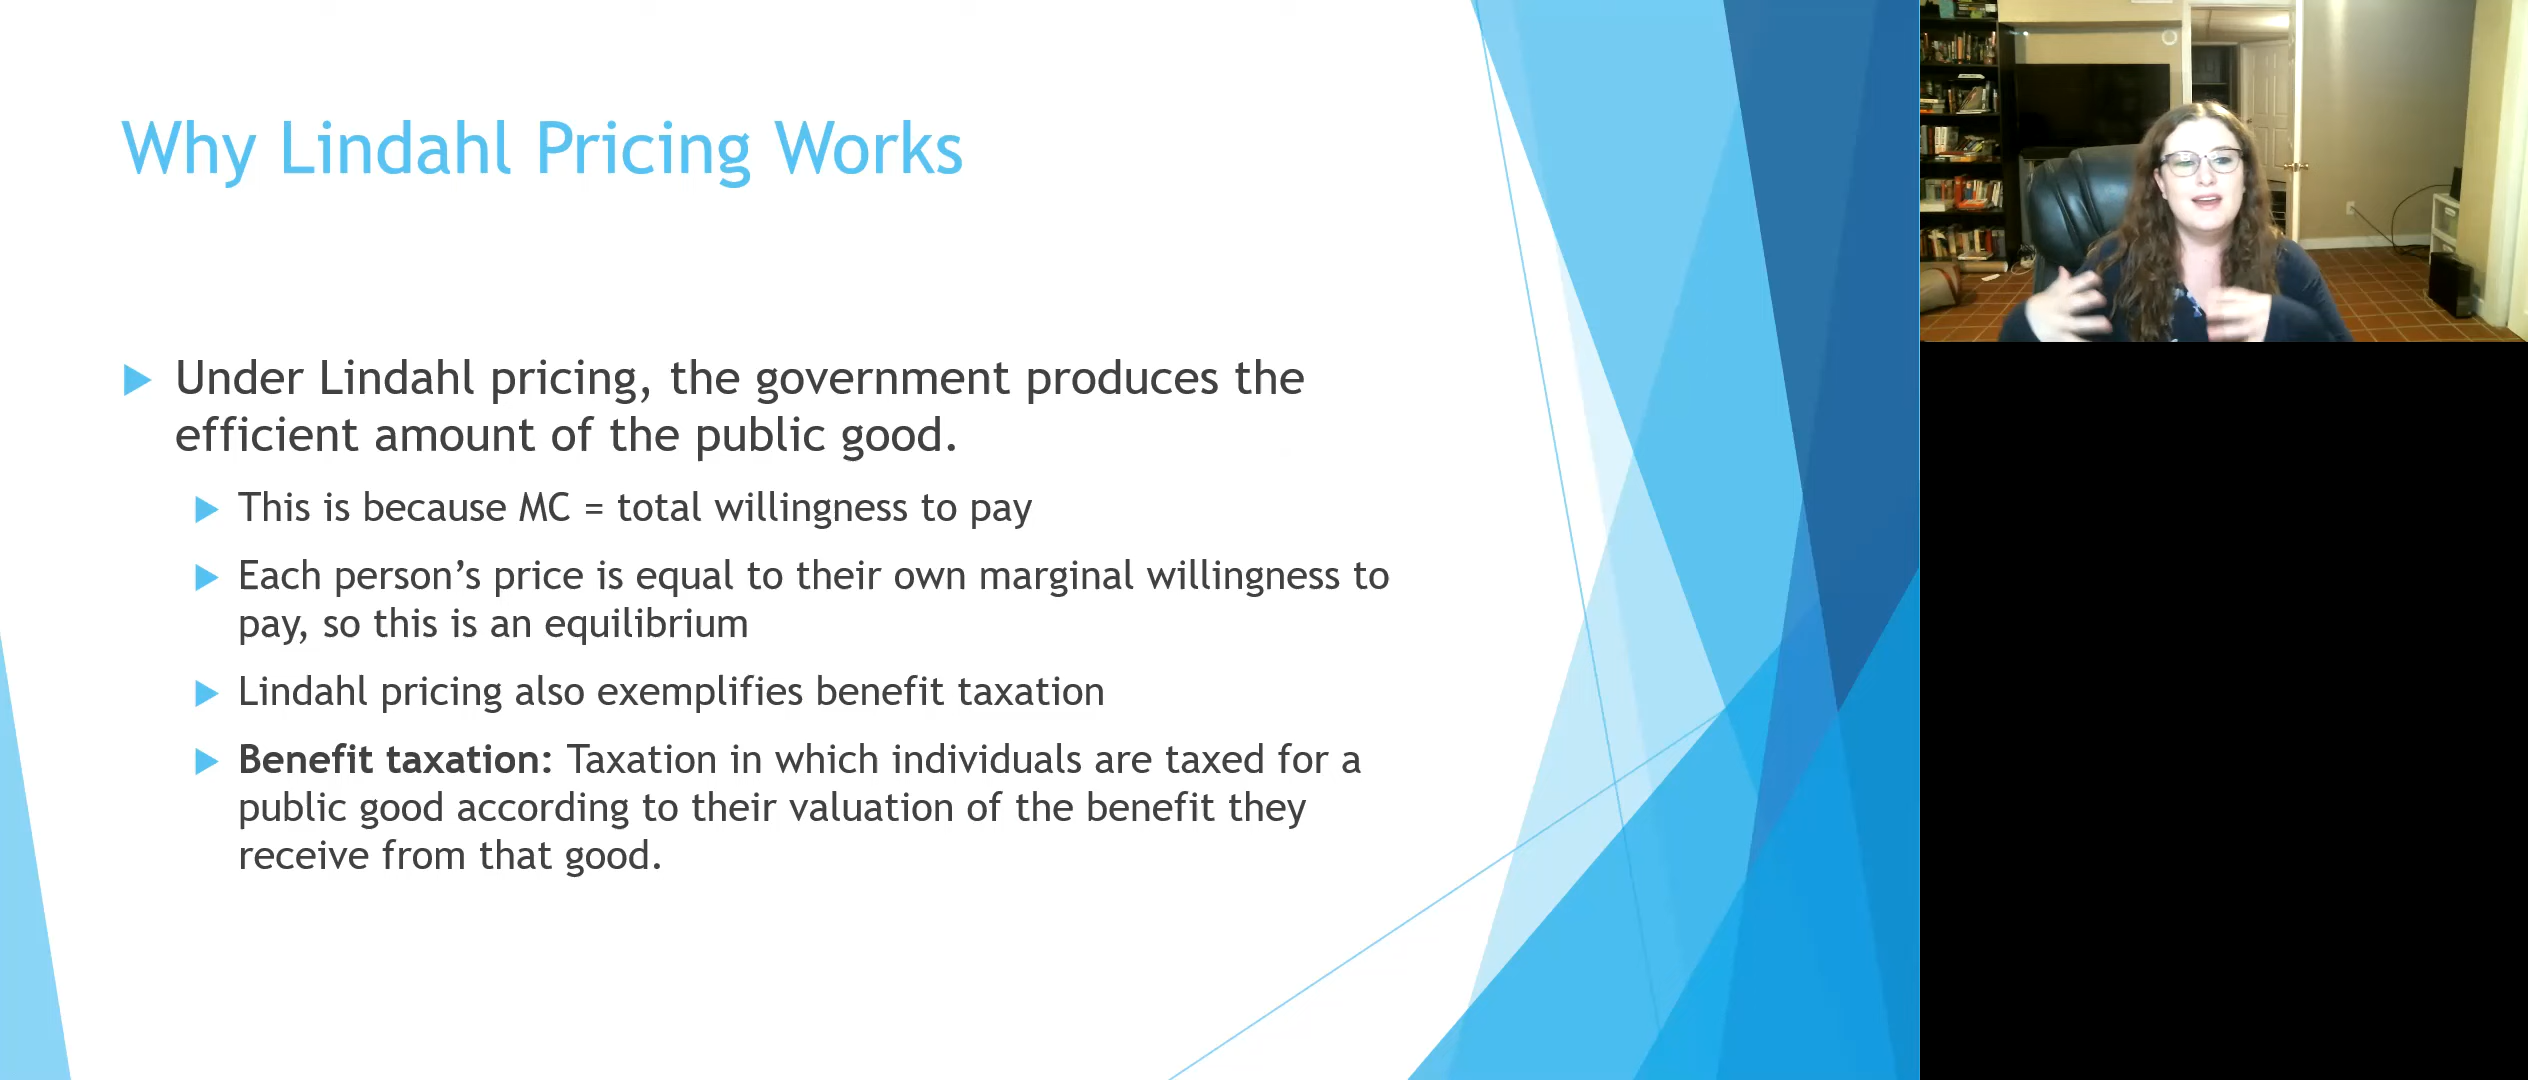 Why Lindahl Pricing Works
Under Lindahl pricing, the government produces the
efficient amount of the public good.
This is because MC = total willingness to pay
Each person’s price is equal to their own marginal willingness to
pay, so this is an equilibrium
Lindahl pricing also exemplifies benefit taxation
Benefit taxation: Taxation in which individuals are taxed for a
public good according to their valuation of the benefit they
receive from that good.